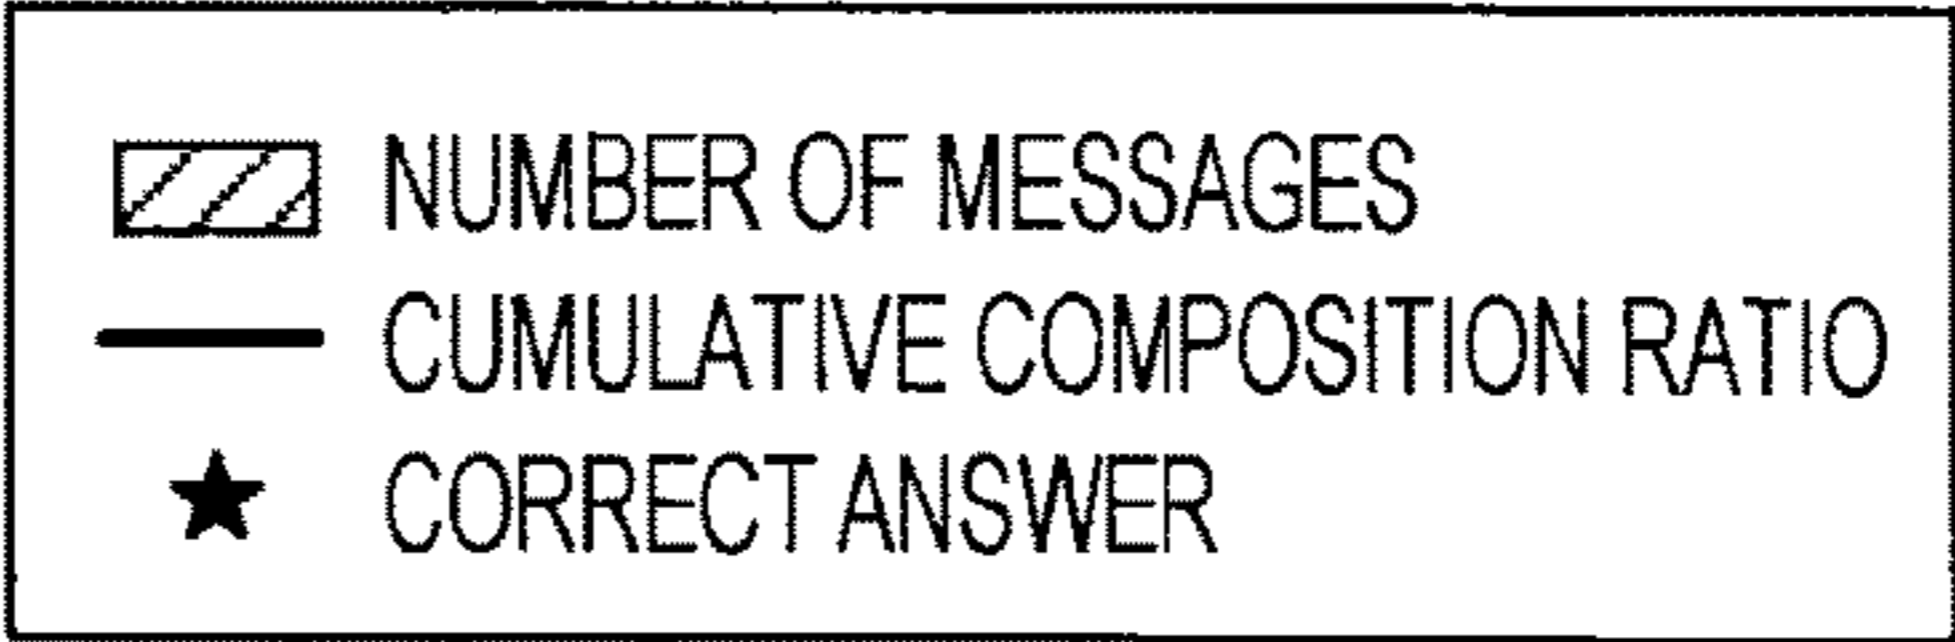 NUMBER OF MESSAGES
CUMULATIVE COMPOSITION RATIO
CORRECT ANSWER